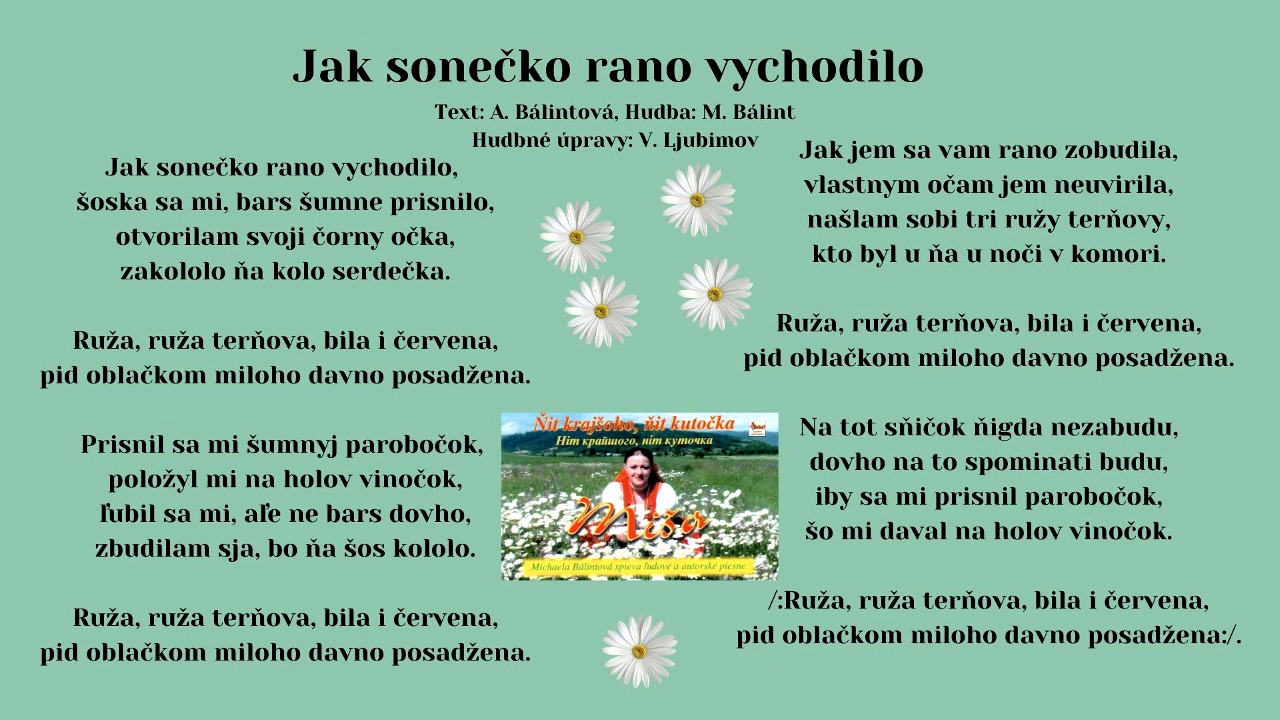 Jak sonečko rano vychodilo
Text: A. Bálintová, Hudba: M. Bálint
Hudbné úpravy: V. Ljubimov
Jak sonečko rano vychodilo,
šoska sa mi, bars šumne prisnilo,
otvorilam svoji čorny očka,
zakololo ňa kolo serdečka.
Ruža, ruža terňova, bila i červena,
pid oblačkom miloho davno posadžena.
Prisnil sa mi šumnyj parobočok,
položyl mi na holov vinočok,
ľubil sa mi, aľe ne bars dovho,
zbudilam sja, bo ňa šos kololo.
Ruža, ruža terňova, bila i červena,
pid oblačkom miloho davno posadžena.
Ňit krajšoho, ňit kutočka
Нiт крайшого, нiт куточка
Mišo
Michaela Bálintová spieva ľudové a autorské piesne
Jak jem sa vam rano zobudila,
vlastnym očam jem neuvirila,
našlam sobi tri ružy terňovy,
kto byl u ňa u noči v komori.
Ruža, ruža terňova, bila i červena,
pid oblačkom miloho davno posadžena.
Na tot sňičok ňigda nezabudu,
dovho na to spominati budu,
iby sa mi prisnil parobočok,
šo mi daval na holov vinočok.
/:Ruža, ruža terňova, bila i červena,
pid oblačkom miloho davno posadžena:/.